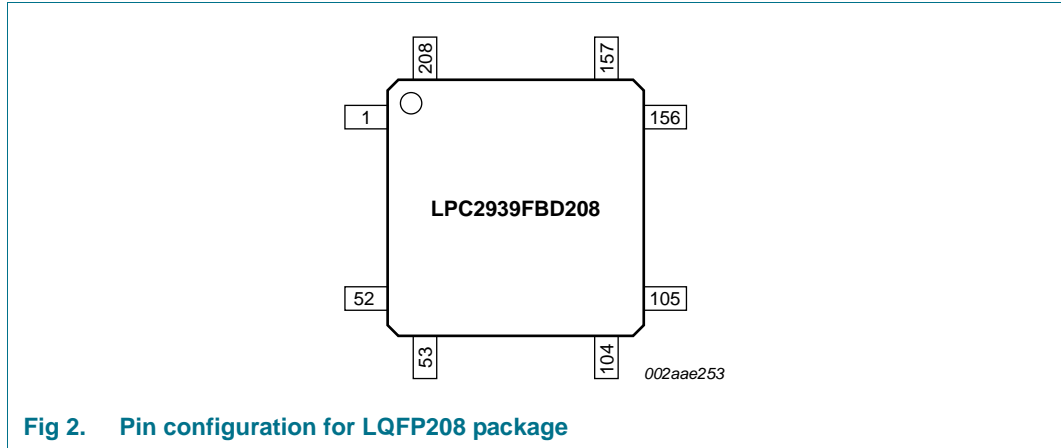 208 157
1 156
LPC2939FBD208
52 105
53 104
002aae253
Fig 2. Pin configuration for LQFP208 package